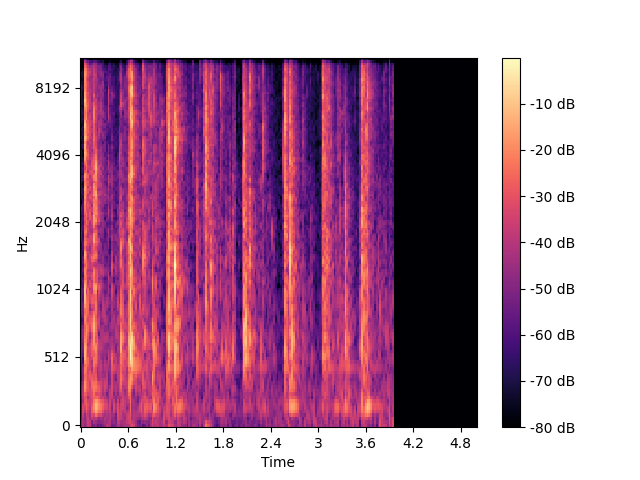 8192
4096
2048
1024
512
0
Hz
0 0.6 1.2 1.8 2.4 3 3.6 4.2 4.8
Time
-10 dB
-20 dB
-30 dB
-40 dB
-50 dB
-60 dB
-70 dB
-80 dB